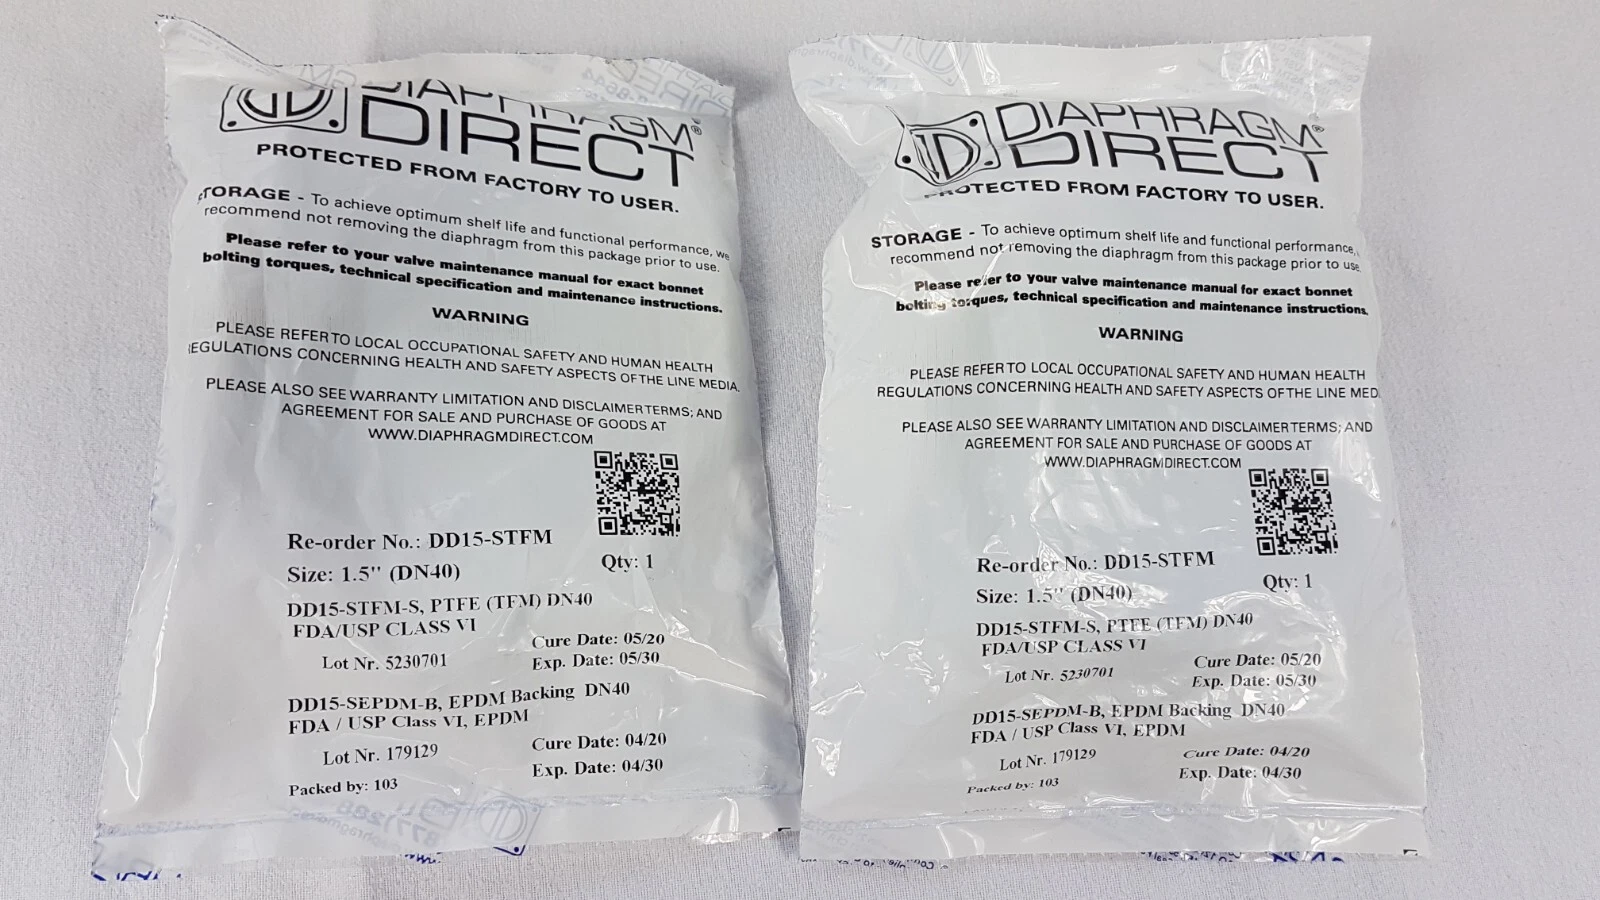 DIAPHRAGM®
DIRECT
PROTECTED FROM FACTORY TO USER.
STORAGE - To achieve optimum shelf life and functional performance, we
recommend not removing the diaphragm from this package prior to use.
Please refer to your valve maintenance manual for exact bonnet
bolting torques, technical specification and maintenance instructions.
WARNING
PLEASE REFER TO LOCAL OCCUPATIONAL SAFETY AND HUMAN HEALTH
REGULATIONS CONCERNING HEALTH AND SAFETY ASPECTS OF THE LINE MEDIA.
PLEASE ALSO SEE WARRANTY LIMITATION AND DISCLAIMER TERMS; AND
AGREEMENT FOR SALE AND PURCHASE OF GOODS AT
WWW.DIAPHRAGMDIRECT.COM
Re-order No.: DD15-STFM
Size: 1.5" (DN40)
Qty: 1
DD15-STFM-S, PTFE (TFM) DN40
FDA/USP CLASS VI
Cure Date: 05/20
Lot Nr. 5230701
Exp. Date: 05/30
DD15-SEPDM-B, EPDM Backing DN40
FDA / USP Class VI, EPDM
Cure Date: 04/20
Lot Nr. 179129
Exp. Date: 04/30
Packed by: 103
DIAPHRAGM®
DIRECT
PROTECTED FROM FACTORY TO USER.
STORAGE - To achieve optimum shelf life and functional performance,
recommend not removing the diaphragm from this package prior to use
Please refer to your valve maintenance manual for exact bonnet
bolting torques, technical specification and maintenance instructions.
WARNING
PLEASE REFER TO LOCAL OCCUPATIONAL SAFETY AND HUMAN HEALTH
REGULATIONS CONCERNING HEALTH AND SAFETY ASPECTS OF THE LINE MED
PLEASE ALSO SEE WARRANTY LIMITATION AND DISCLAIMER TERMS; AND
AGREEMENT FOR SALE AND PURCHASE OF GOODS AT
WWW.DIAPHRAGMDIRECT.COM
Re-order No.: DD15-STFM
Size: 1.5" (DN40)
Qty: 1
DD15-STFM-S, PTFE (TFM) DN40
FDA/USP CLASS VI
Cure Date: 05/20
Lot Nr. 5230701
Exp. Date: 05/30
DD15-SEPDM-B, EPDM Backing DN40
FDA / USP Class VI, EPDM
Cure Date: 04/20
Lot Nr. 179129
Exp. Date: 04/30
Packed by: 103